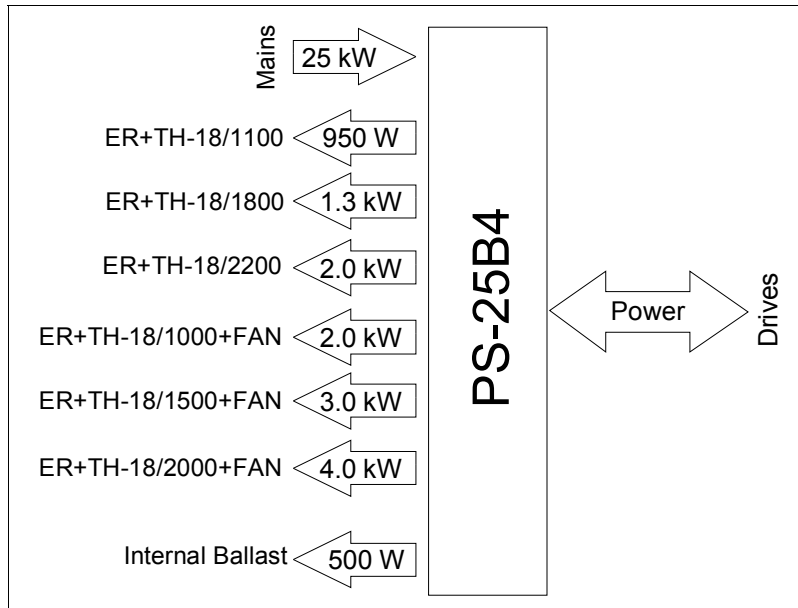 Mains
25 kW
ER+TH-18/1100
950 W
ER+TH-18/1800
1.3 kW
ER+TH-18/2200
2.0 kW
ER+TH-18/1000+FAN
2.0 kW
ER+TH-18/1500+FAN
3.0 kW
ER+TH-18/2000+FAN
4.0 kW
Internal Ballast
500 W
PS-25B4
Power
Drives